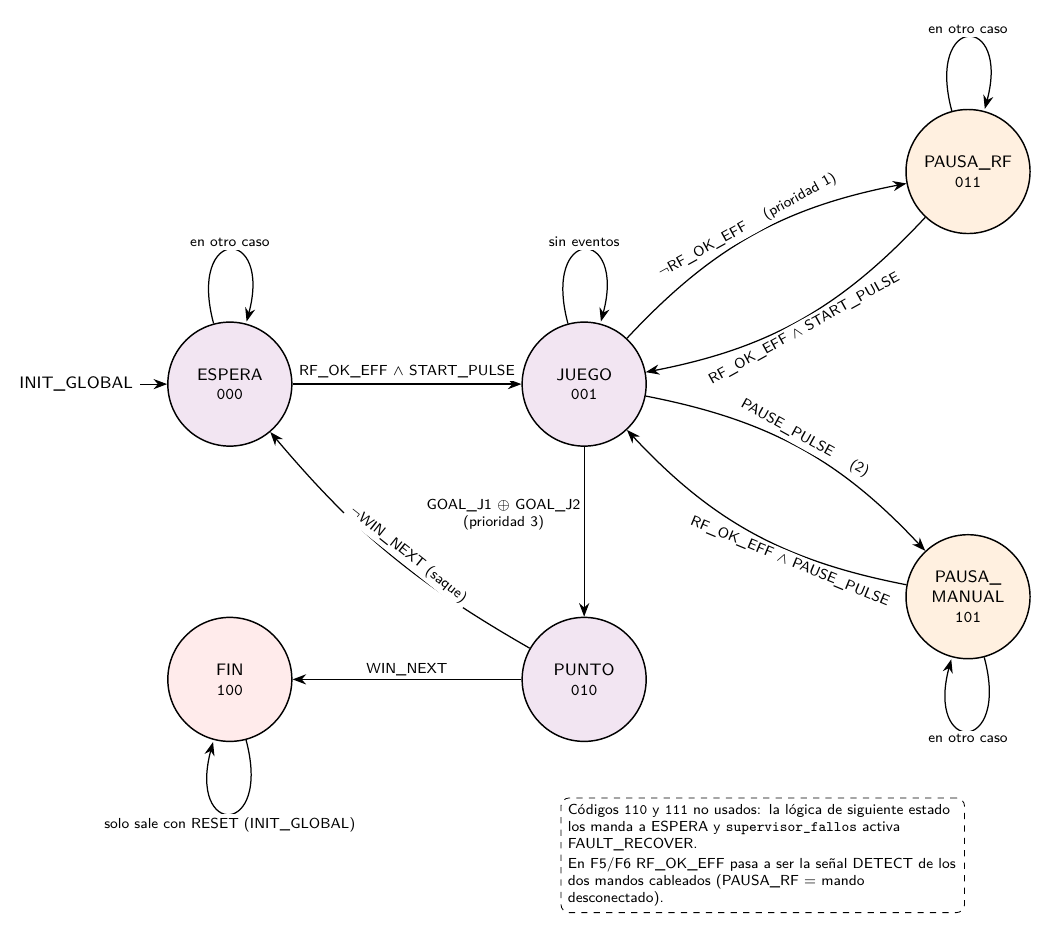 en otro caso
PAUSA_RF
011
¬RF_OK_EFF (prioridad 1)
en otro caso
sin eventos
RF_OK_EFF ∧ START_PULSE
INIT_GLOBAL
ESPERA
000
RF_OK_EFF ∧ START_PULSE
JUEGO
001
PAUSE_PULSE (2)
GOAL_J1 ⊕ GOAL_J2
(prioridad 3)
¬WIN_NEXT (saque)
RF_OK_EFF ∧ PAUSE_PULSE
PAUSA_
MANUAL
101
FIN
100
WIN_NEXT
PUNTO
010
en otro caso
solo sale con RESET (INIT_GLOBAL)
Códigos 110 y 111 no usados: la lógica de siguiente estado
los manda a ESPERA y supervisor_fallos activa
FAULT_RECOVER.
En F5/F6 RF_OK_EFF pasa a ser la señal DETECT de los
dos mandos cableados (PAUSA_RF = mando
desconectado).